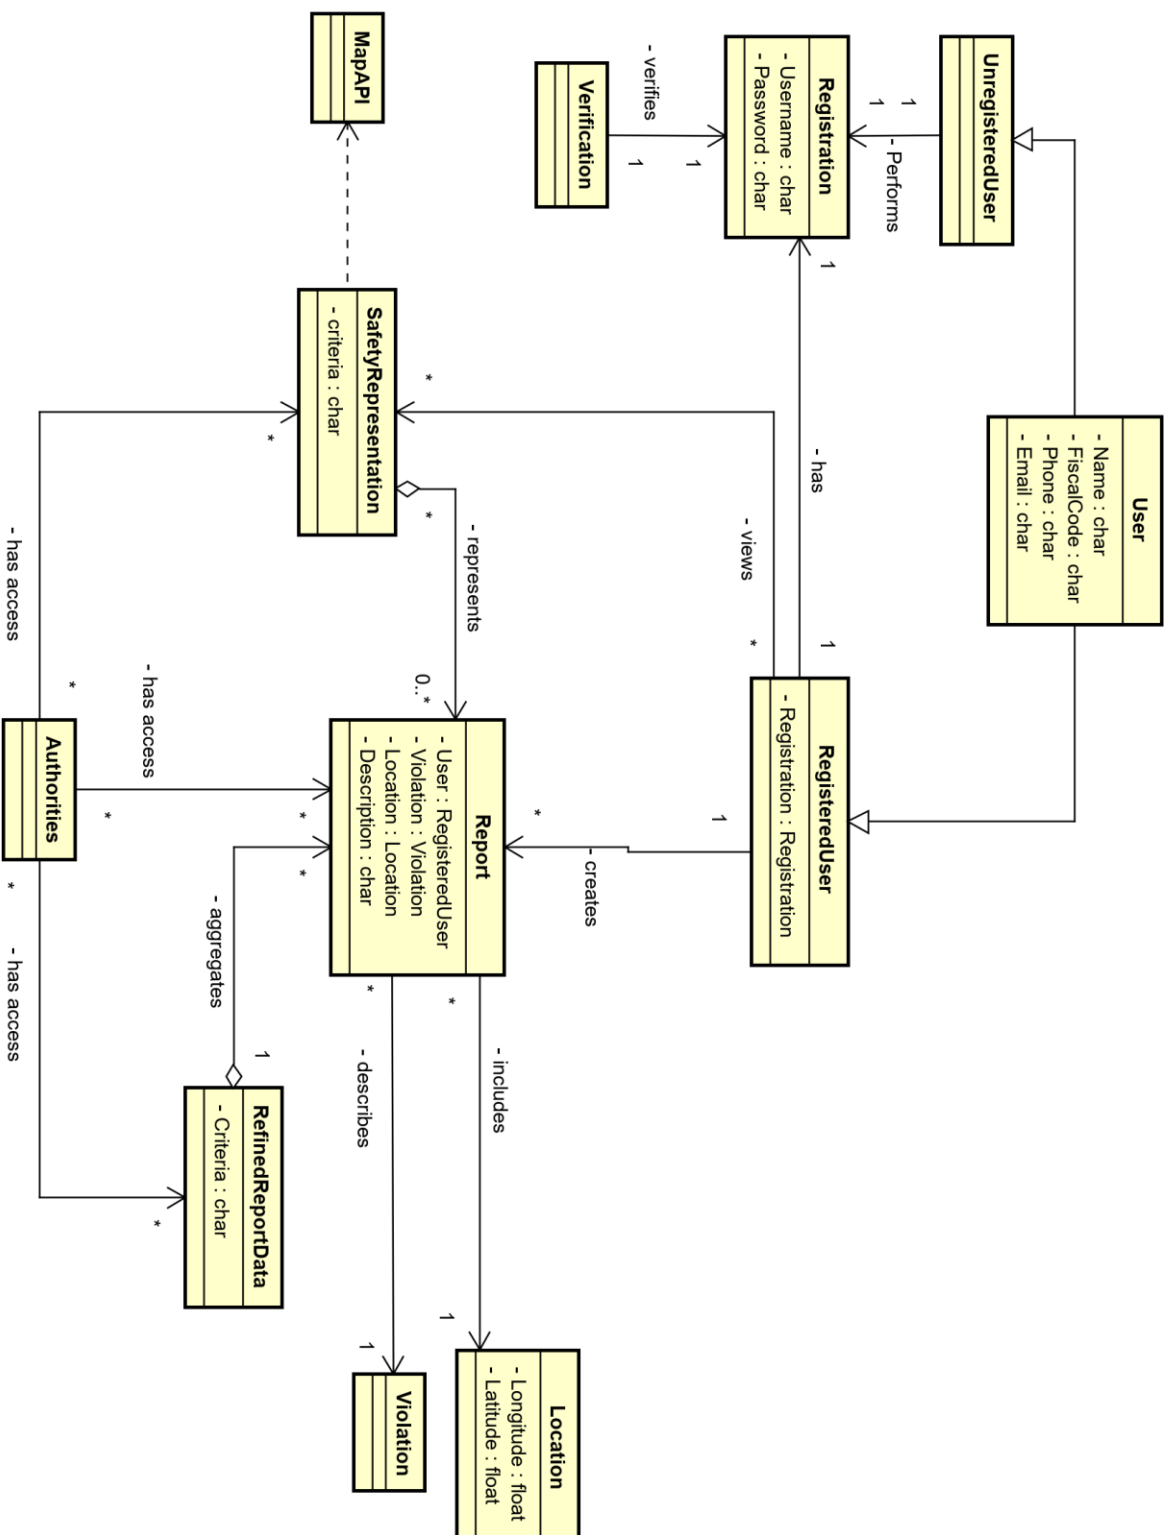 User
- Name : char
- FiscalCode : char
- Phone : char
- Email : char
UnregisteredUser
1
- Performs
1
Registration
- Username : char
- Password : char
1
- has
1
RegisteredUser
- Registration : Registration
- verifies
1
1
Verification
- views
*
*
1
- creates
*
MapAPI
SafetyRepresentation
- criteria : char
*
- represents
0..*
Report
- User : RegisteredUser
- Violation : Violation
- Location : Location
- Description : char
*
- includes
1
Location
- Longitude : float
- Latitude : float
*
- describes
1
Violation
*
- has access
*
- has access
*
*
*
- aggregates
1
RefinedReportData
- Criteria : char
Authorities
*
- has access
*